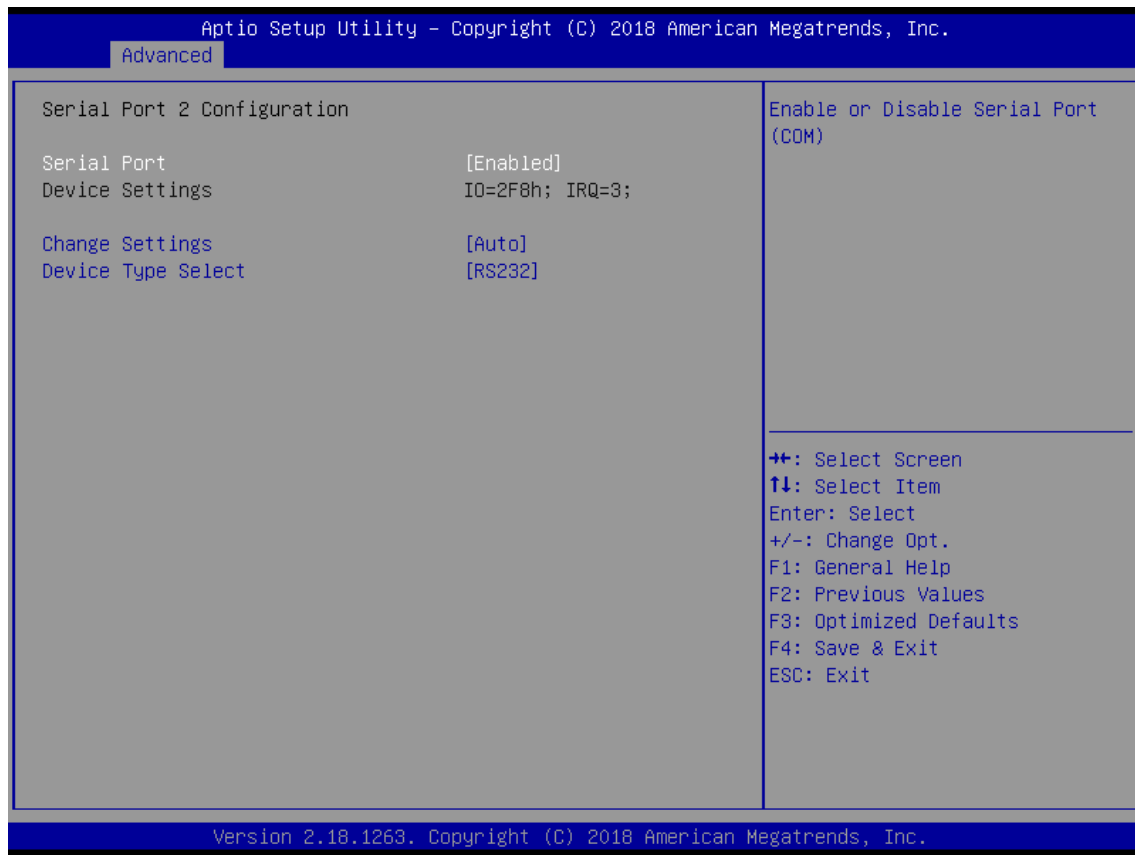 Aptio Setup Utility – Copyright (C) 2018 American Megatrends, Inc.
Advanced
Serial Port 2 Configuration
Serial Port [Enabled]
Device Settings IO=2F8h; IRQ=3;
Change Settings [Auto]
Device Type Select [RS232]
Enable or Disable Serial Port
(COM)
→←: Select Screen
↑↓: Select Item
Enter: Select
+/-: Change Opt.
F1: General Help
F2: Previous Values
F3: Optimized Defaults
F4: Save & Exit
ESC: Exit
Version 2.18.1263. Copyright (C) 2018 American Megatrends, Inc.